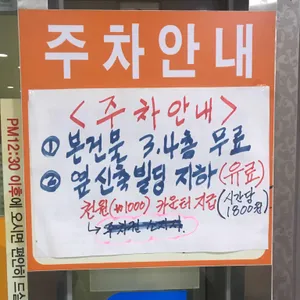 주차안내
<주차안내>
① 본건물 3.4층 무료
② 옆 신축빌딩 지하 (유료)
천원(₩1000) 카운터 지급 (시간당 1800원)
PM12:30 이후에 오시면 편안히 드실